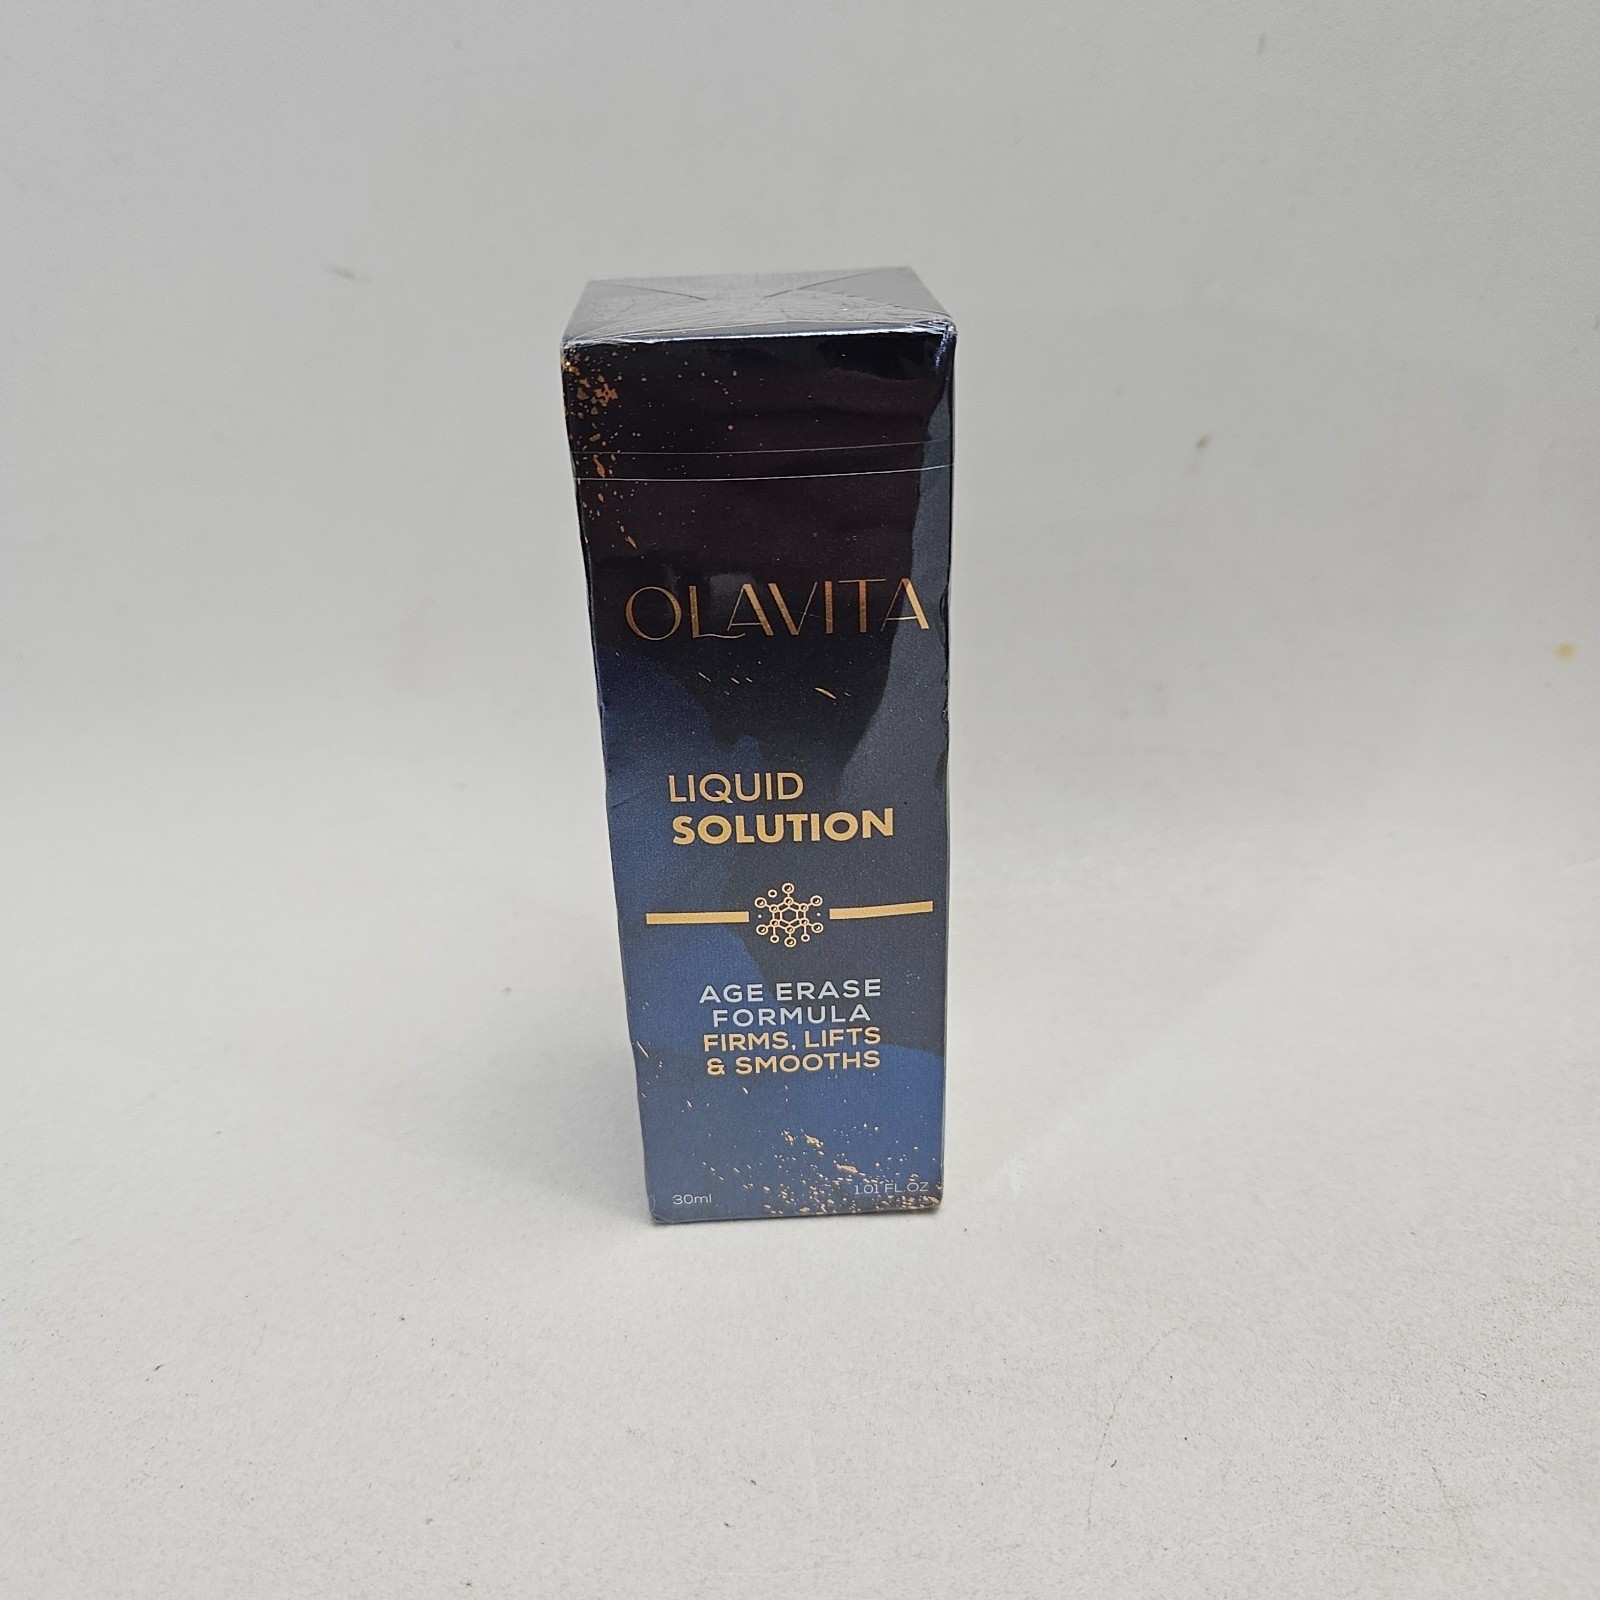 OLAVITA
LIQUID
SOLUTION
AGE ERASE
FORMULA
FIRMS, LIFTS
& SMOOTHS
30ml 1.01 FL.OZ